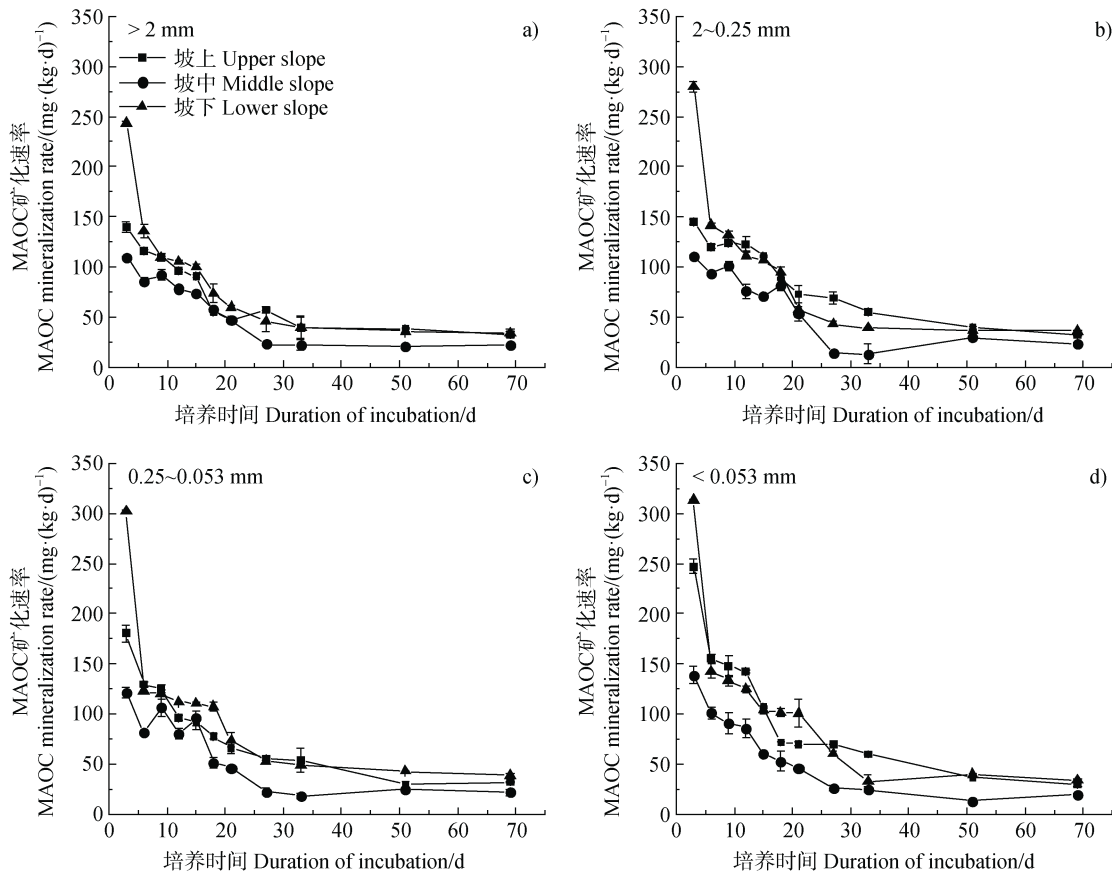 350
300
250
200
150
100
50
0
MAOC矿化速率
MAOC mineralization rate/(mg·(kg·d)⁻¹)
> 2 mm
a)
坡上 Upper slope
坡中 Middle slope
坡下 Lower slope
0 10 20 30 40 50 60 70
培养时间 Duration of incubation/d
350
300
250
200
150
100
50
0
MAOC矿化速率
MAOC mineralization rate/(mg·(kg·d)⁻¹)
2~0.25 mm
b)
0 10 20 30 40 50 60 70
培养时间 Duration of incubation/d
350
300
250
200
150
100
50
0
MAOC矿化速率
MAOC mineralization rate/(mg·(kg·d)⁻¹)
0.25~0.053 mm
c)
0 10 20 30 40 50 60 70
培养时间 Duration of incubation/d
350
300
250
200
150
100
50
0
MAOC矿化速率
MAOC mineralization rate/(mg·(kg·d)⁻¹)
< 0.053 mm
d)
0 10 20 30 40 50 60 70
培养时间 Duration of incubation/d